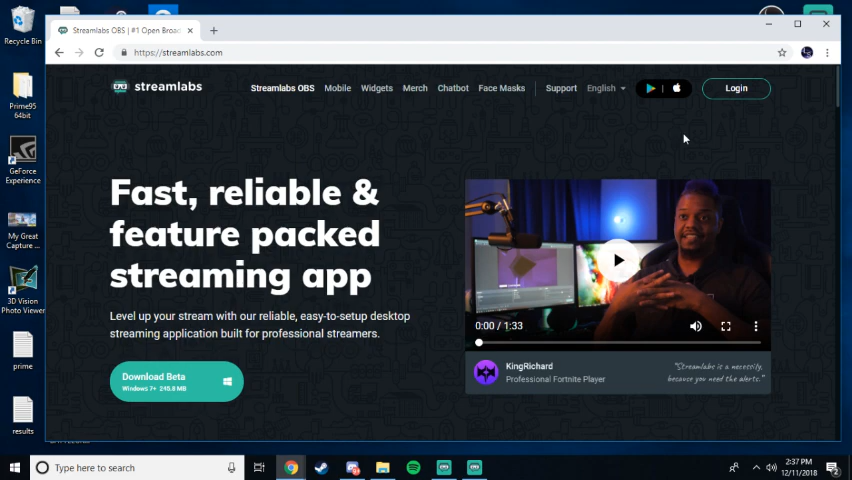 Streamlabs OBS | #1 Open Broad
https://streamlabs.com
Recycle Bin
Prime95
64bit
GeForce
Experience
My Great
Capture ...
3D Vision
Photo Viewer
prime
results
streamlabs
Streamlabs OBS
Mobile
Widgets
Merch
Chatbot
Face Masks
Support
English
Login
Fast, reliable &
feature packed
streaming app
Level up your stream with our reliable, easy-to-setup desktop
streaming application built for professional streamers.
Download Beta
Windows 7+ 245.8 MB
0:00 / 1:33
KingRichard
Professional Fortnite Player
"Streamlabs is a necessity,
because you need the alerts."
Type here to search
2:37 PM
12/11/2018
2